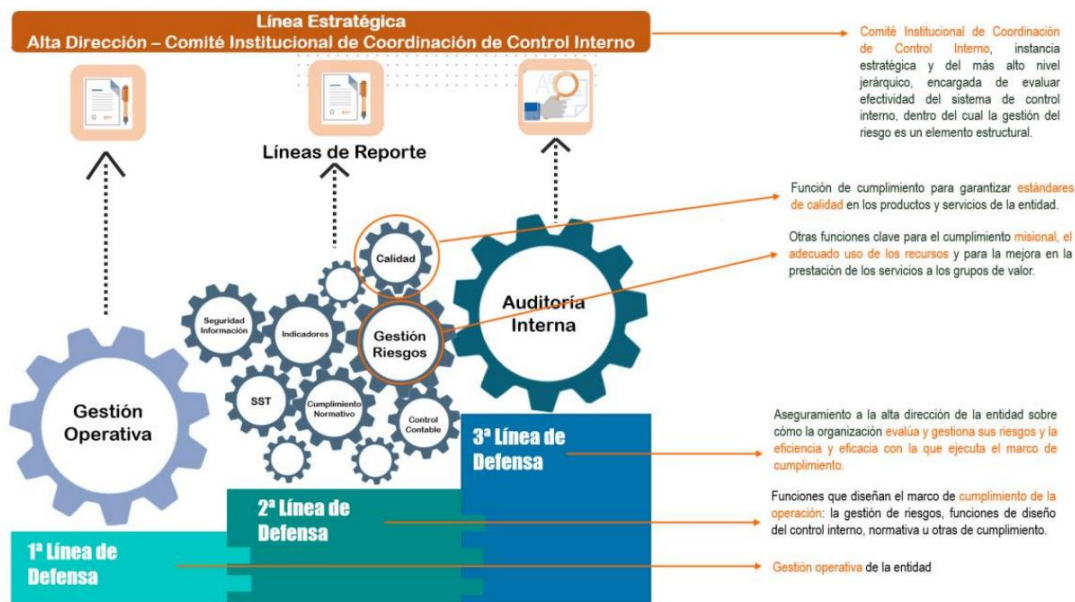 Línea Estratégica
Alta Dirección – Comité Institucional de Coordinación de Control Interno
Líneas de Reporte
Comité Institucional de Coordinación
de Control Interno, instancia
estratégica y del más alto nivel
jerárquico, encargada de evaluar
efectividad del sistema de control
interno, dentro del cual la gestión del
riesgo es un elemento estructural.
Función de cumplimiento para garantizar estándares
de calidad en los productos y servicios de la entidad.
Otras funciones clave para el cumplimiento misional, el
adecuado uso de los recursos y para la mejora en la
prestación de los servicios a los grupos de valor.
Calidad
Seguridad
Información
Indicadores
Gestión
Riesgos
Auditoría
Interna
Gestión
Operativa
SST
Cumplimiento
Normativo
Control
Contable
3ª Línea de
Defensa
Aseguramiento a la alta dirección de la entidad sobre
cómo la organización evalúa y gestiona sus riesgos y la
eficiencia y eficacia con la que ejecuta el marco de
cumplimiento.
2ª Línea de
Defensa
Funciones que diseñan el marco de cumplimiento de la
operación: la gestión de riesgos, funciones de diseño
del control interno, normativa u otras de cumplimiento.
1ª Línea de
Defensa
Gestión operativa de la entidad